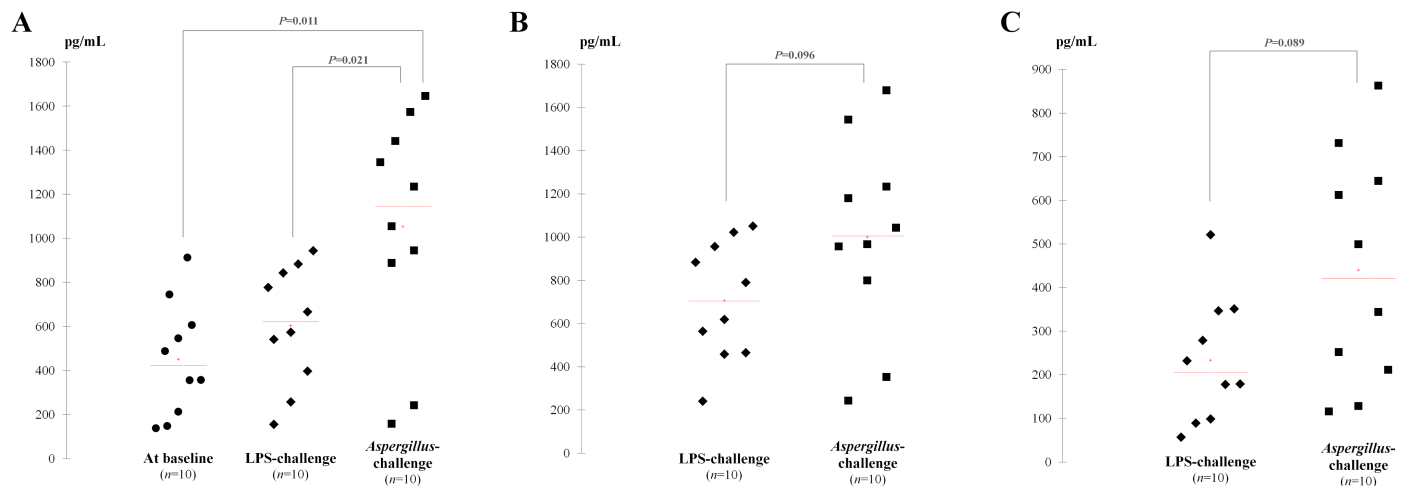 A
pg/mL
P=0.011
P=0.021
1800
1600
1400
1200
1000
800
600
400
200
0
At baseline
(n=10)
LPS-challenge
(n=10)
Aspergillus-
challenge
(n=10)
B
pg/mL
P=0.096
1800
1600
1400
1200
1000
800
600
400
200
0
LPS-challenge
(n=10)
Aspergillus-
challenge
(n=10)
C
pg/mL
P=0.089
900
800
700
600
500
400
300
200
100
0
LPS-challenge
(n=10)
Aspergillus-
challenge
(n=10)